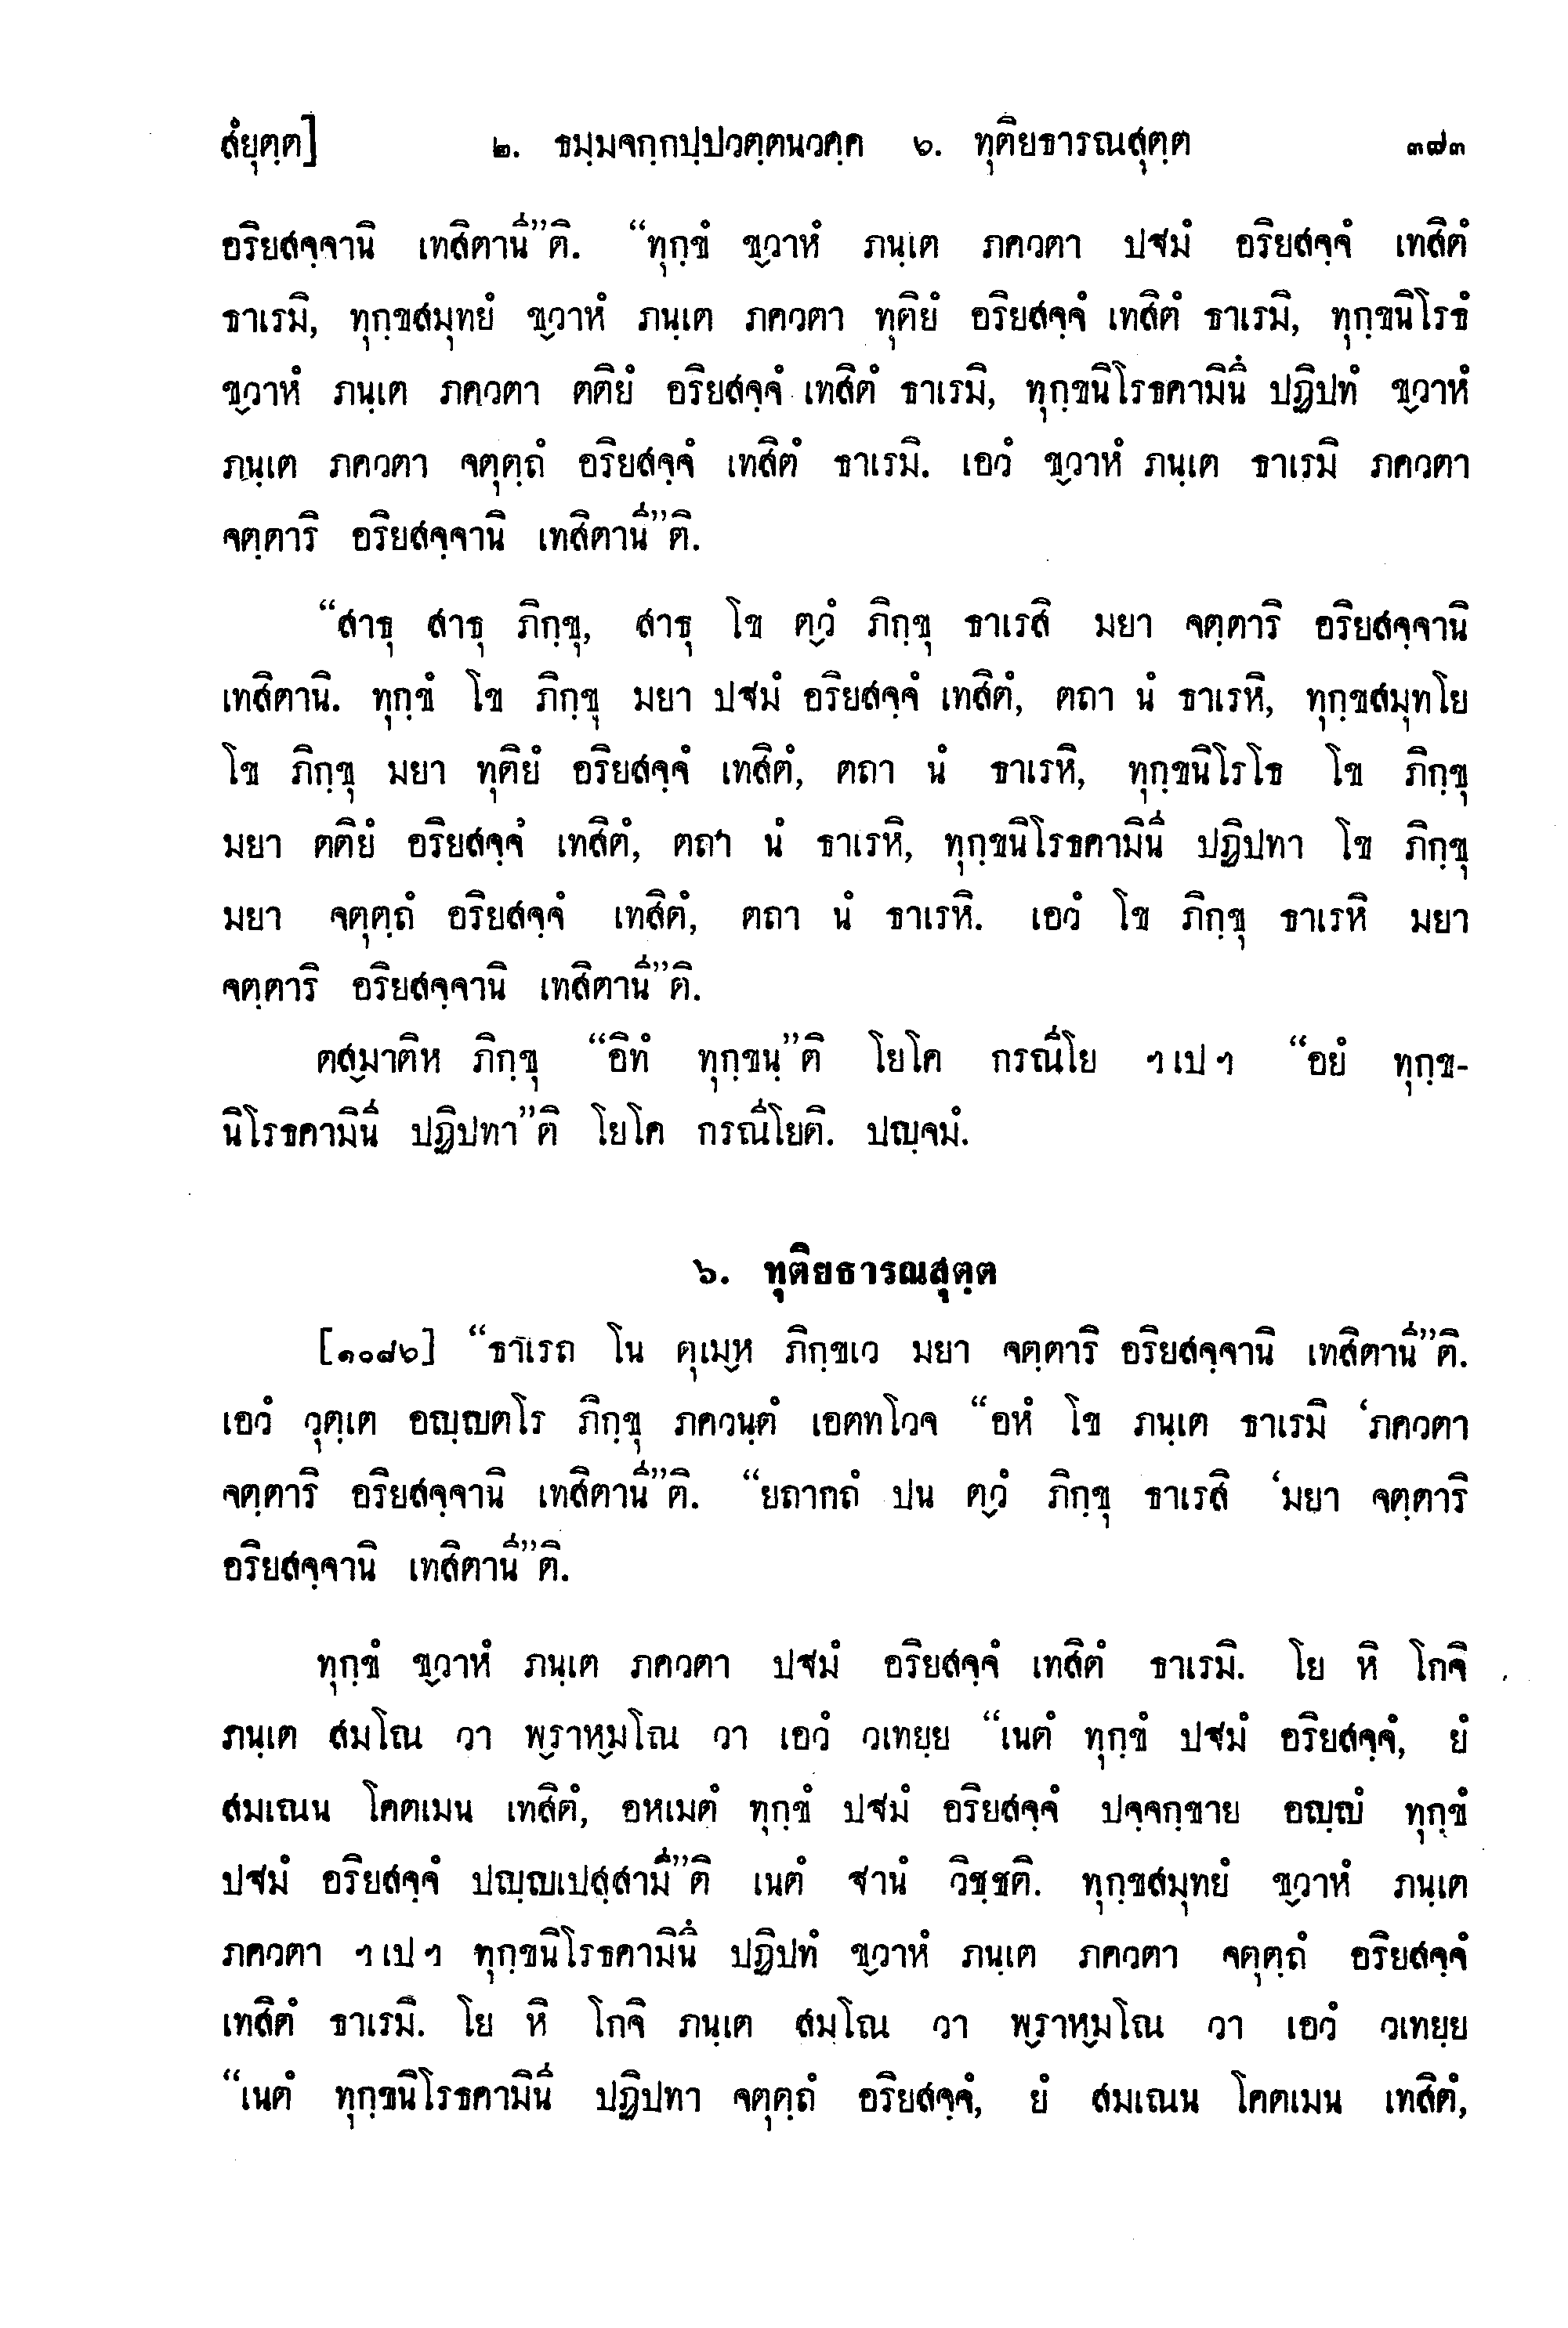 สํยุตฺต] ๒. ธมฺมจกฺกปฺปวตฺตนวคฺค ๖. ทุติยธารณสุตฺต ๓๗๓
อริยสจฺจานิ เทสิตานี”ติ. “ทุกฺขํ ขฺวาหํ ภนฺเต ภควตา ปฐมํ อริยสจฺจํ เทสิตํ
ธาเรมิ, ทุกฺขสมุทยํ ขฺวาหํ ภนฺเต ภควตา ทุติยํ อริยสจฺจํ เทสิตํ ธาเรมิ, ทุกฺขนิโรธํ
ขฺวาหํ ภนฺเต ภควตา ตติยํ อริยสจฺจํ เทสิตํ ธาเรมิ, ทุกฺขนิโรธคามินึ ปฏิปทํ ขฺวาหํ
ภนฺเต ภควตา จตุตฺถํ อริยสจฺจํ เทสิตํ ธาเรมิ. เอวํ ขฺวาหํ ภนฺเต ธาเรมิ ภควตา
จตฺตาริ อริยสจฺจานิ เทสิตานี”ติ.
“สาธุ สาธุ ภิกฺขุ, สาธุ โข ตฺวํ ภิกฺขุ ธาเรสิ มยา จตฺตาริ อริยสจฺจานิ
เทสิตานิ. ทุกฺขํ โข ภิกฺขุ มยา ปฐมํ อริยสจฺจํ เทสิตํ, ตถา นํ ธาเรหิ, ทุกฺขสมุทโย
โข ภิกฺขุ มยา ทุติยํ อริยสจฺจํ เทสิตํ, ตถา นํ ธาเรหิ, ทุกฺขนิโรโธ โข ภิกฺขุ
มยา ตติยํ อริยสจฺจํ เทสิตํ, ตถา นํ ธาเรหิ, ทุกฺขนิโรธคามินี ปฏิปทา โข ภิกฺขุ
มยา จตุตฺถํ อริยสจฺจํ เทสิตํ, ตถา นํ ธาเรหิ. เอวํ โข ภิกฺขุ ธาเรหิ มยา
จตฺตาริ อริยสจฺจานิ เทสิตานี”ติ.
ตสฺมาติห ภิกฺขุ “อิทํ ทุกฺขนฺ”ติ โยโค กรณีโย ฯเปฯ “อยํ ทุกฺข-
นิโรธคามินี ปฏิปทา”ติ โยโค กรณีโยติ. ปญฺจมํ.
๖. ทุติยธารณสุตฺต
[๑๐๘๖] “ธาเรถ โน ตุเมฺห ภิกฺขเว มยา จตฺตาริ อริยสจฺจานิ เทสิตานี”ติ.
เอวํ วุตฺเต อญฺญตโร ภิกฺขุ ภควนฺตํ เอตทโวจ “อหํ โข ภนฺเต ธาเรมิ ‘ภควตา
จตฺตาริ อริยสจฺจานิ เทสิตานี”ติ. “ยถากถํ ปน ตฺวํ ภิกฺขุ ธาเรสิ ‘มยา จตฺตาริ
อริยสจฺจานิ เทสิตานี”ติ.
ทุกฺขํ ขฺวาหํ ภนฺเต ภควตา ปฐมํ อริยสจฺจํ เทสิตํ ธาเรมิ. โย หิ โกจิ
ภนฺเต สมโณ วา พฺราหฺมโณ วา เอวํ วเทยฺย “เนตํ ทุกฺขํ ปฐมํ อริยสจฺจํ, ยํ
สมเณน โคตเมน เทสิตํ, อหเมตํ ทุกฺขํ ปฐมํ อริยสจฺจํ ปจฺจกฺขาย อญฺญํ ทุกฺขํ
ปฐมํ อริยสจฺจํ ปญฺญเปสฺสามี”ติ เนตํ ฐานํ วิชฺชติ. ทุกฺขสมุทยํ ขฺวาหํ ภนฺเต
ภควตา ฯเปฯ ทุกฺขนิโรธคามินึ ปฏิปทํ ขฺวาหํ ภนฺเต ภควตา จตุตฺถํ อริยสจฺจํ
เทสิตํ ธาเรมิ. โย หิ โกจิ ภนฺเต สมโณ วา พฺราหฺมโณ วา เอวํ วเทยฺย
“เนตํ ทุกฺขนิโรธคามินี ปฏิปทา จตุตฺถํ อริยสจฺจํ, ยํ สมเณน โคตเมน เทสิตํ,